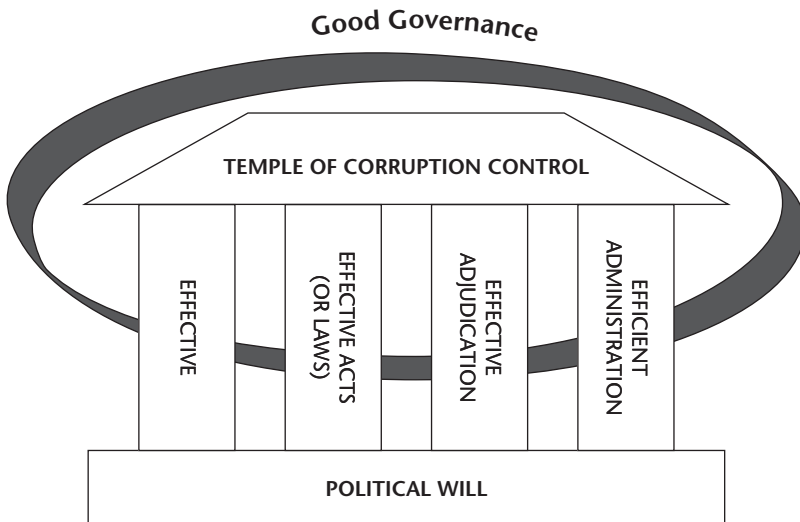 Good Governance
TEMPLE OF CORRUPTION CONTROL
EFFECTIVE
EFFECTIVE ACTS
(OR LAWS)
EFFECTIVE
ADJUDICATION
EFFICIENT
ADMINISTRATION
POLITICAL WILL